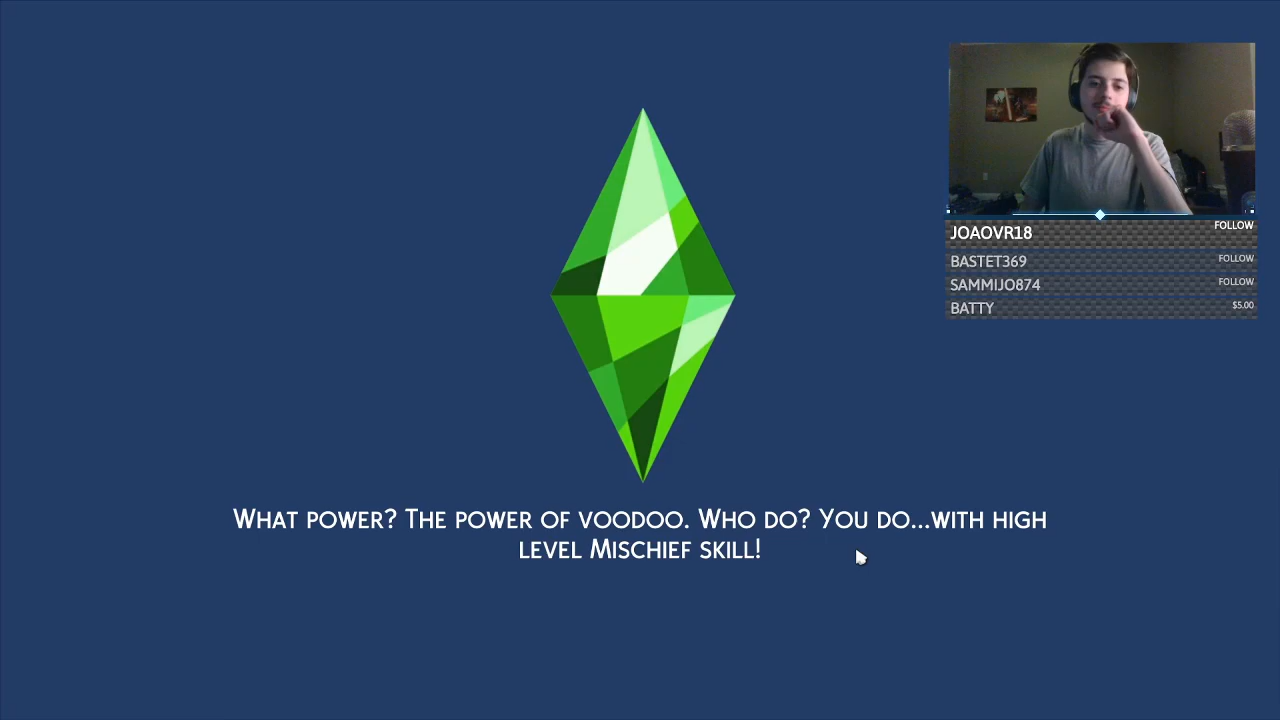 JOAOVR18 FOLLOW
BASTET369 FOLLOW
SAMMIJO874 FOLLOW
BATTY $5.00
What power? The power of voodoo. Who do? You do...with high
level Mischief skill!